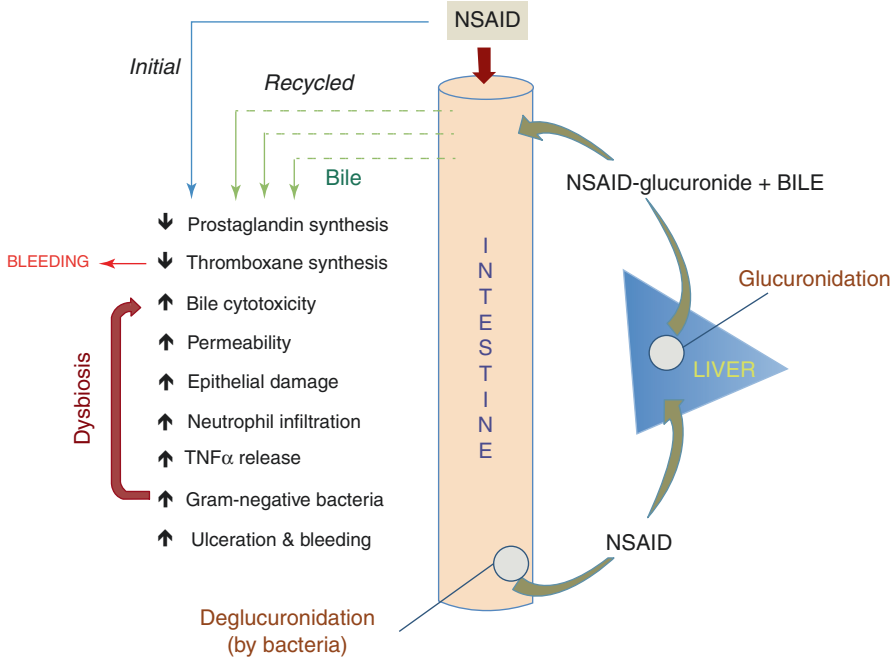 NSAID
Initial
Recycled
Bile
NSAID-glucuronide + BILE
Prostaglandin synthesis
BLEEDING
Thromboxane synthesis
Bile cytotoxicity
Permeability
Epithelial damage
Neutrophil infiltration
TNFα release
Gram-negative bacteria
Ulceration & bleeding
Dysbiosis
INTESTINE
Glucuronidation
LIVER
NSAID
Deglucuronidation
(by bacteria)